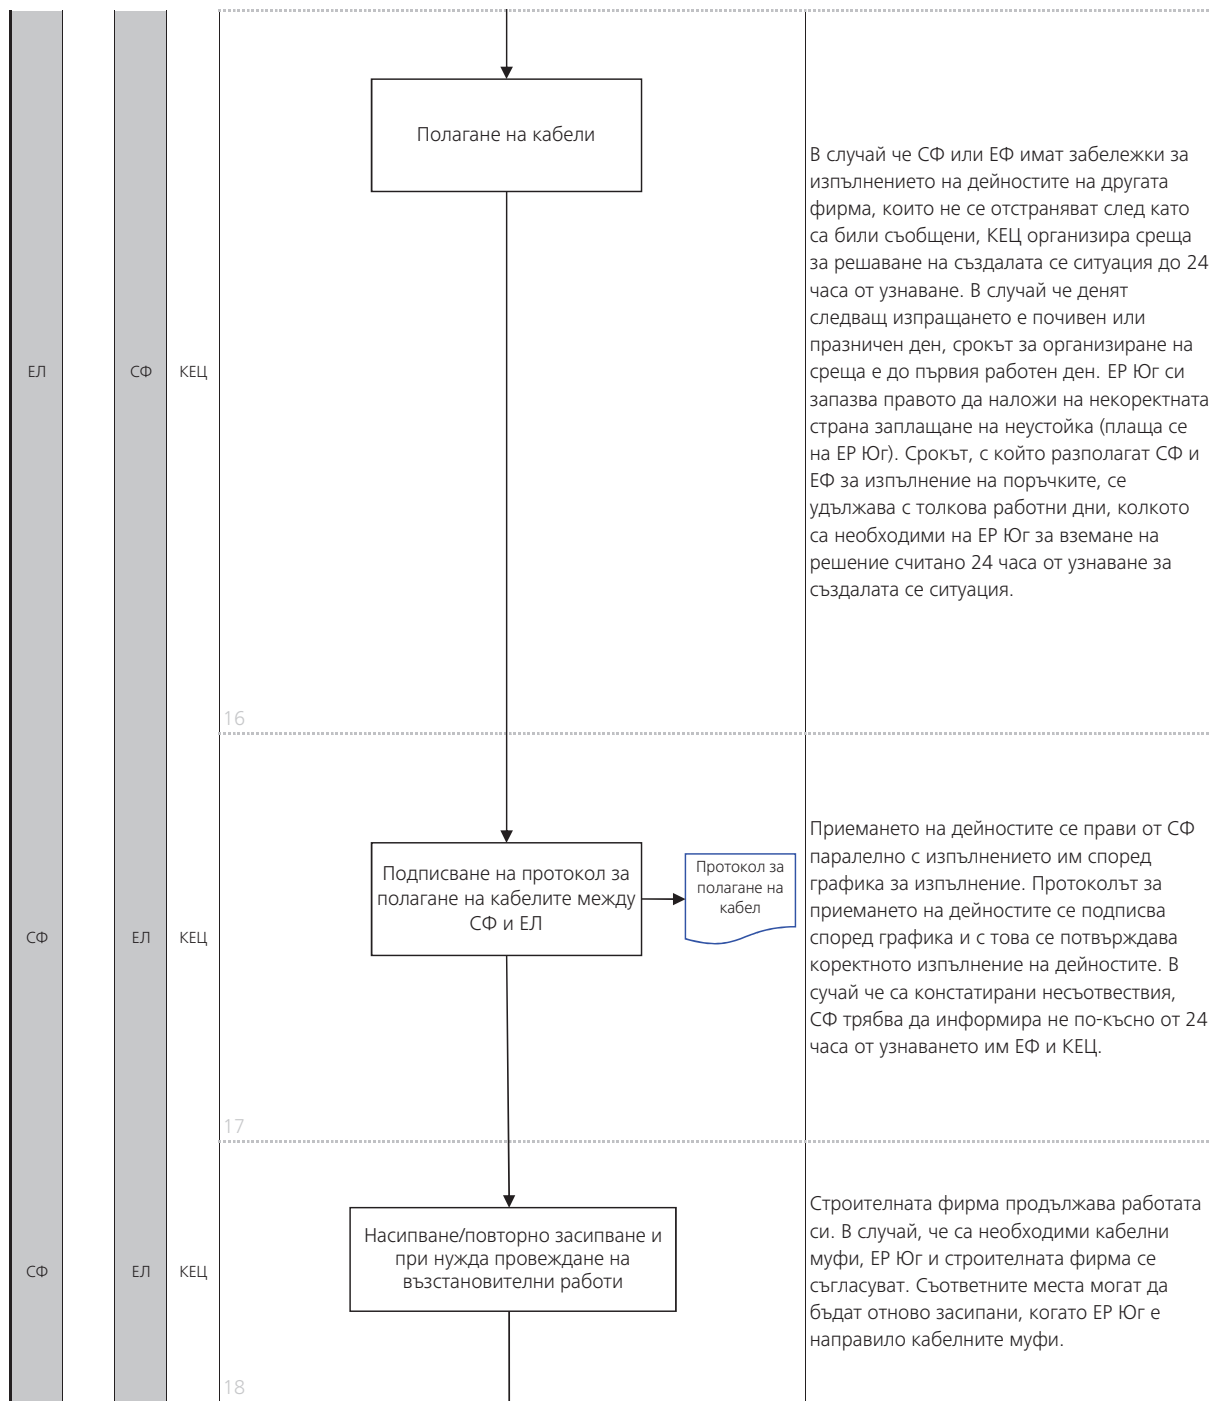 Полагане на кабели
В случай че СФ или ЕФ имат забележки за
изпълнението на дейностите на другата
фирма, които не се отстраняват след като
са били съобщени, КЕЦ организира среща
за решаване на създалата се ситуация до 24
часа от узнаване. В случай че денят
следващ изпращането е почивен или
празничен ден, срокът за организиране на
среща е до първия работен ден. ЕР Юг си
запазва правото да наложи на некоректната
страна заплащане на неустойка (плаща се
на ЕР Юг). Срокът, с който разполагат СФ и
ЕФ за изпълнение на поръчките, се
удължава с толкова работни дни, колкото
са необходими на ЕР Юг за вземане на
решение считано 24 часа от узнаване за
създалата се ситуация.
ЕЛ
СФ
КЕЦ
16
Подписване на протокол за
полагане на кабелите между
СФ и ЕЛ
Протокол за
полагане на
кабел
Приемането на дейностите се прави от СФ
паралелно с изпълнението им според
графика за изпълнение. Протоколът за
приемането на дейностите се подписва
според графика и с това се потвърждава
коректното изпълнение на дейностите. В
сучай че са констатирани несъотвествия,
СФ трябва да информира не по-късно от 24
часа от узнаването им ЕФ и КЕЦ.
СФ
ЕЛ
КЕЦ
17
Насипване/повторно засипване и
при нужда провеждане на
възстановителни работи
Строителната фирма продължава работата
си. В случай, че са необходими кабелни
муфи, ЕР Юг и строителната фирма се
съгласуват. Съответните места могат да
бъдат отново засипани, когато ЕР Юг е
направило кабелните муфи.
СФ
ЕЛ
КЕЦ
18